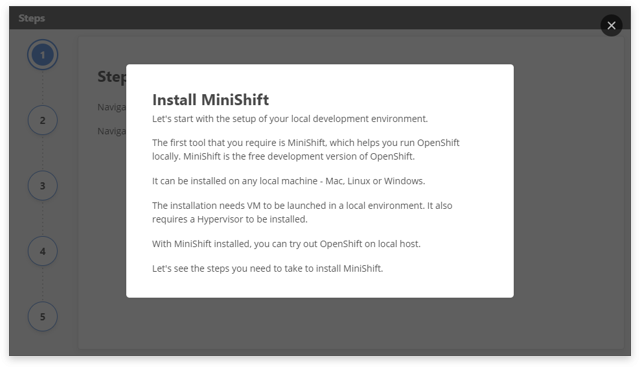 Steps
1
Step
Naviga
Naviga
2
3
4
5
Install MiniShift
Let's start with the setup of your local development environment.
The first tool that you require is MiniShift, which helps you run OpenShift
locally. MiniShift is the free development version of OpenShift.
It can be installed on any local machine - Mac, Linux or Windows.
The installation needs VM to be launched in a local environment. It also
requires a Hypervisor to be installed.
With MiniShift installed, you can try out OpenShift on local host.
Let's see the steps you need to take to install MiniShift.